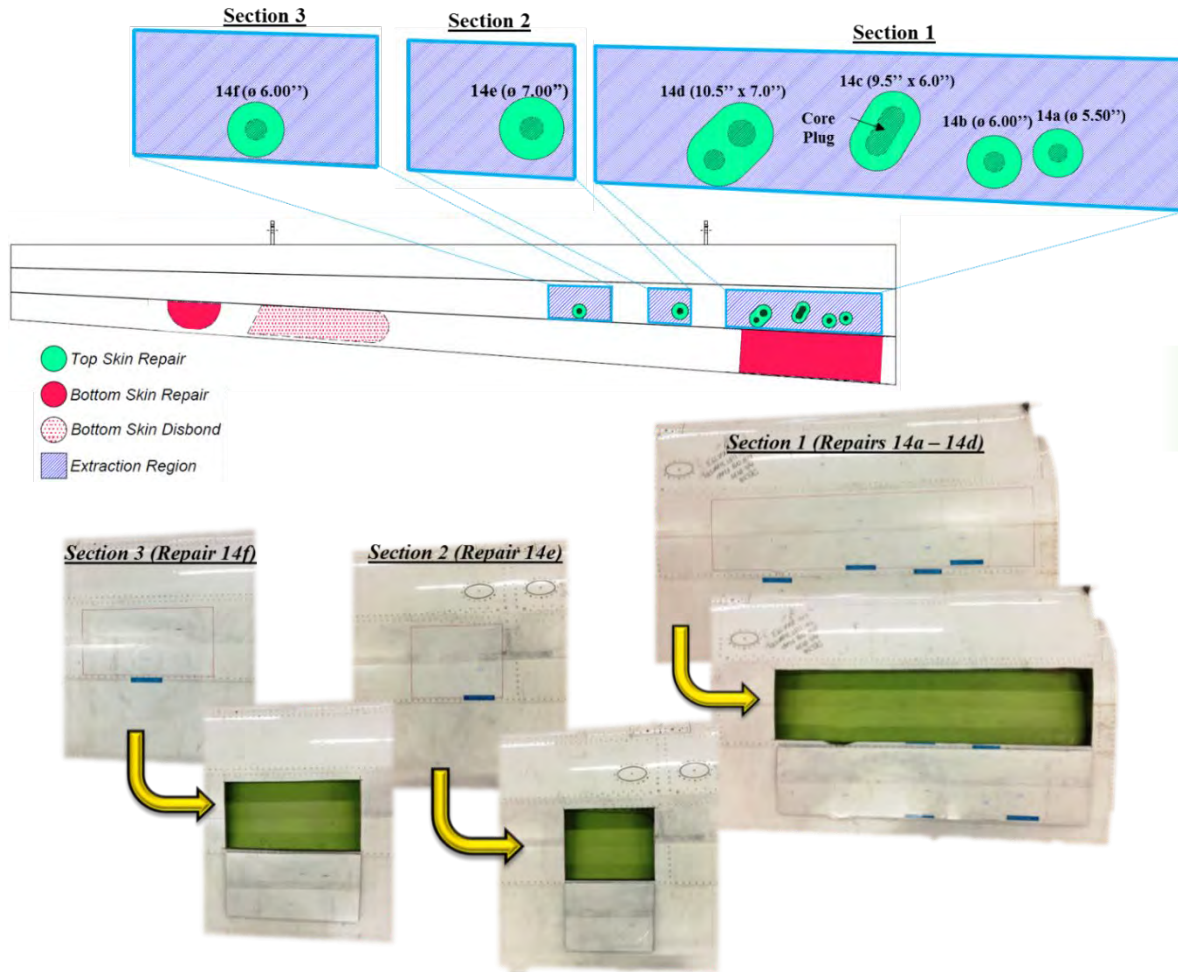 Section 3
Section 2
Section 1
14f (ø 6.00’’)
14e (ø 7.00”)
14d (10.5’’ x 7.0’’)
14c (9.5’’ x 6.0’’)
Core
Plug
14b (ø 6.00’’)
14a (ø 5.50’’)
Top Skin Repair
Bottom Skin Repair
Bottom Skin Disbond
Extraction Region
Section 1 (Repairs 14a – 14d)
Section 3 (Repair 14f)
Section 2 (Repair 14e)